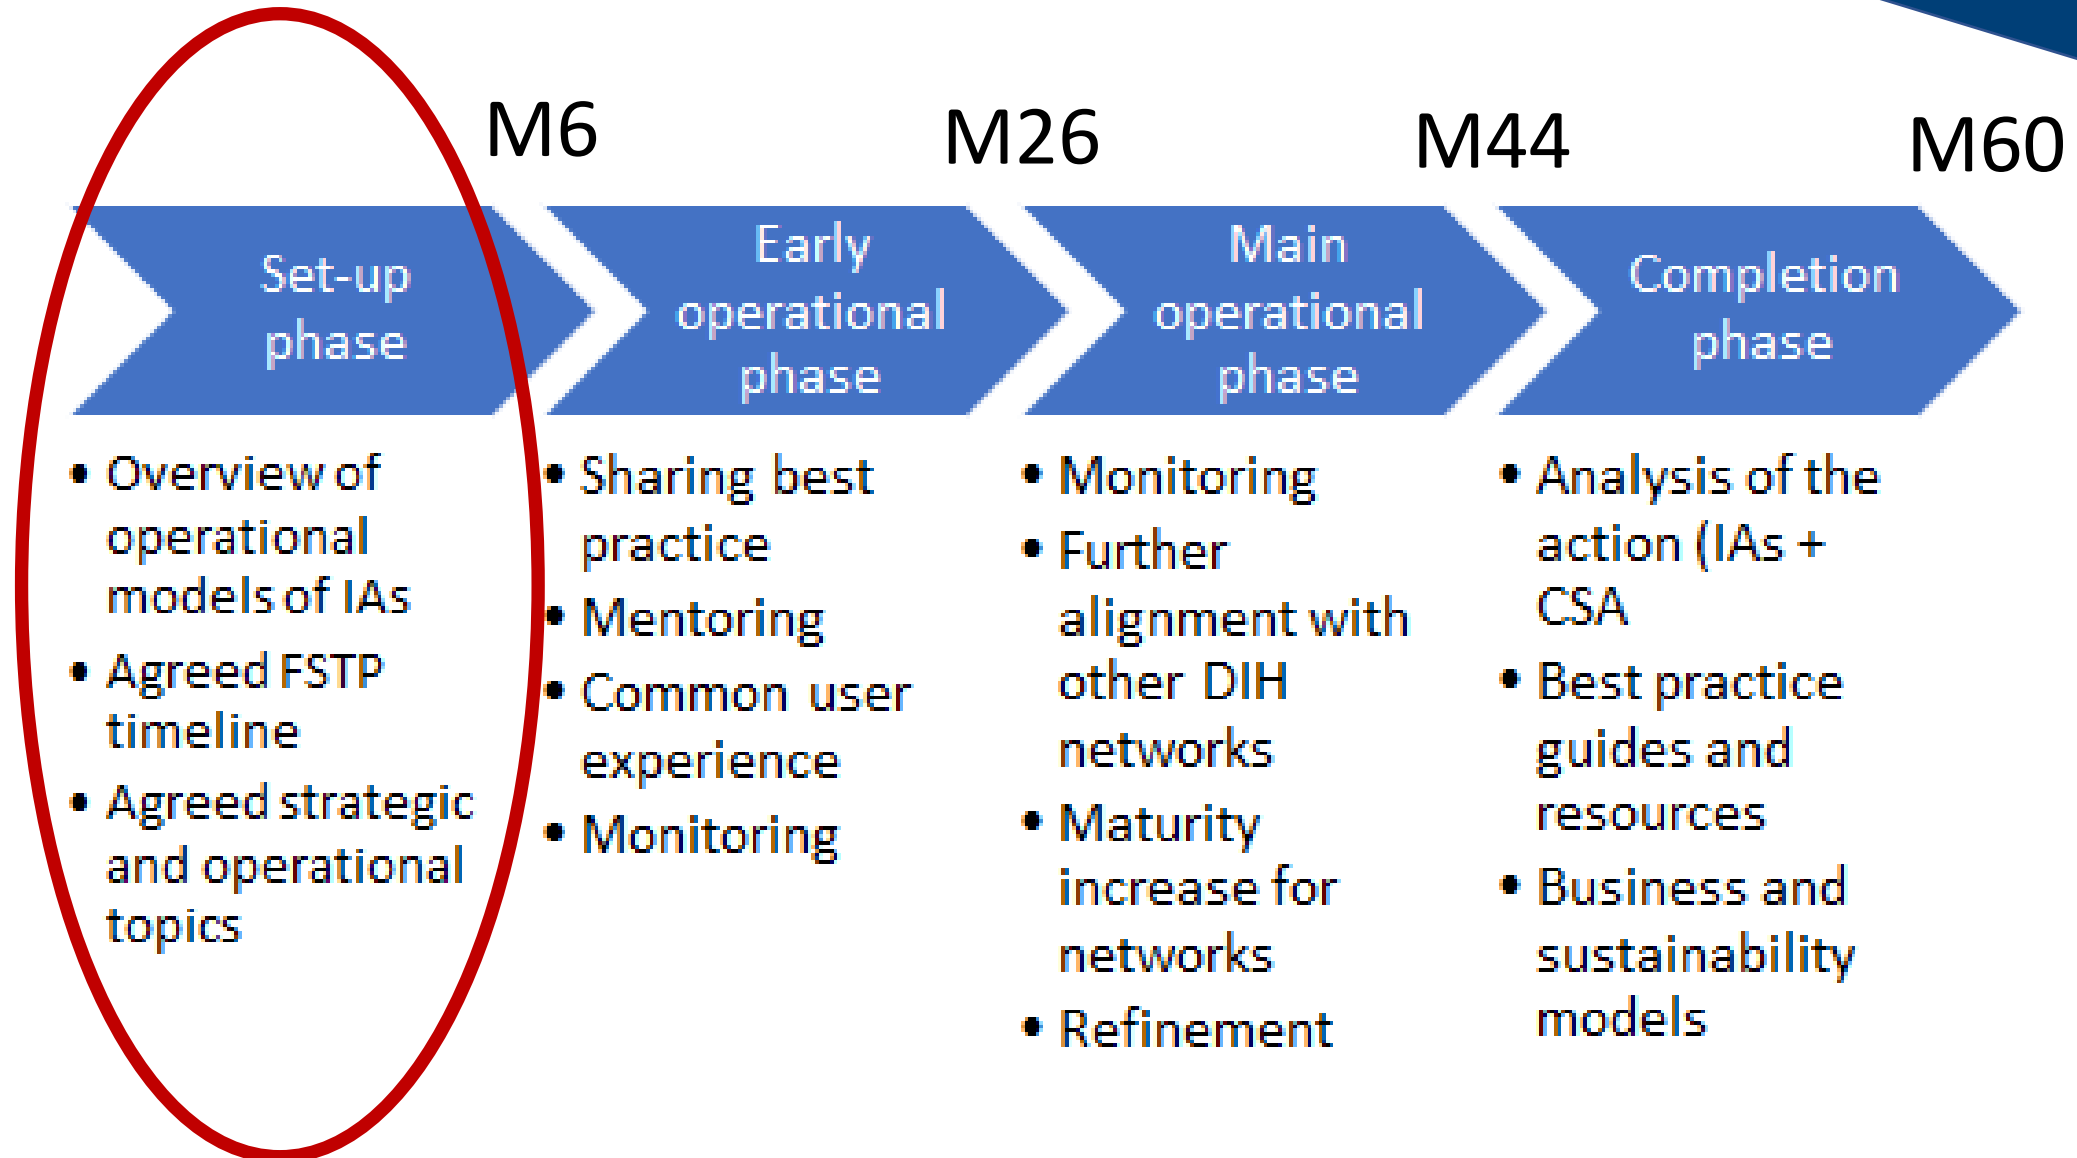 M6
M26
M44
M60
Set-up
phase
Early
operational
phase
Main
operational
phase
Completion
phase
• Overview of
operational
models of IAs
• Agreed FSTP
timeline
• Agreed strategic
and operational
topics
• Sharing best
practice
• Mentoring
• Common user
experience
• Monitoring
• Monitoring
• Further
alignment with
other DIH
networks
• Maturity
increase for
networks
• Refinement
• Analysis of the
action (IAs +
CSA
• Best practice
guides and
resources
• Business and
sustainability
models